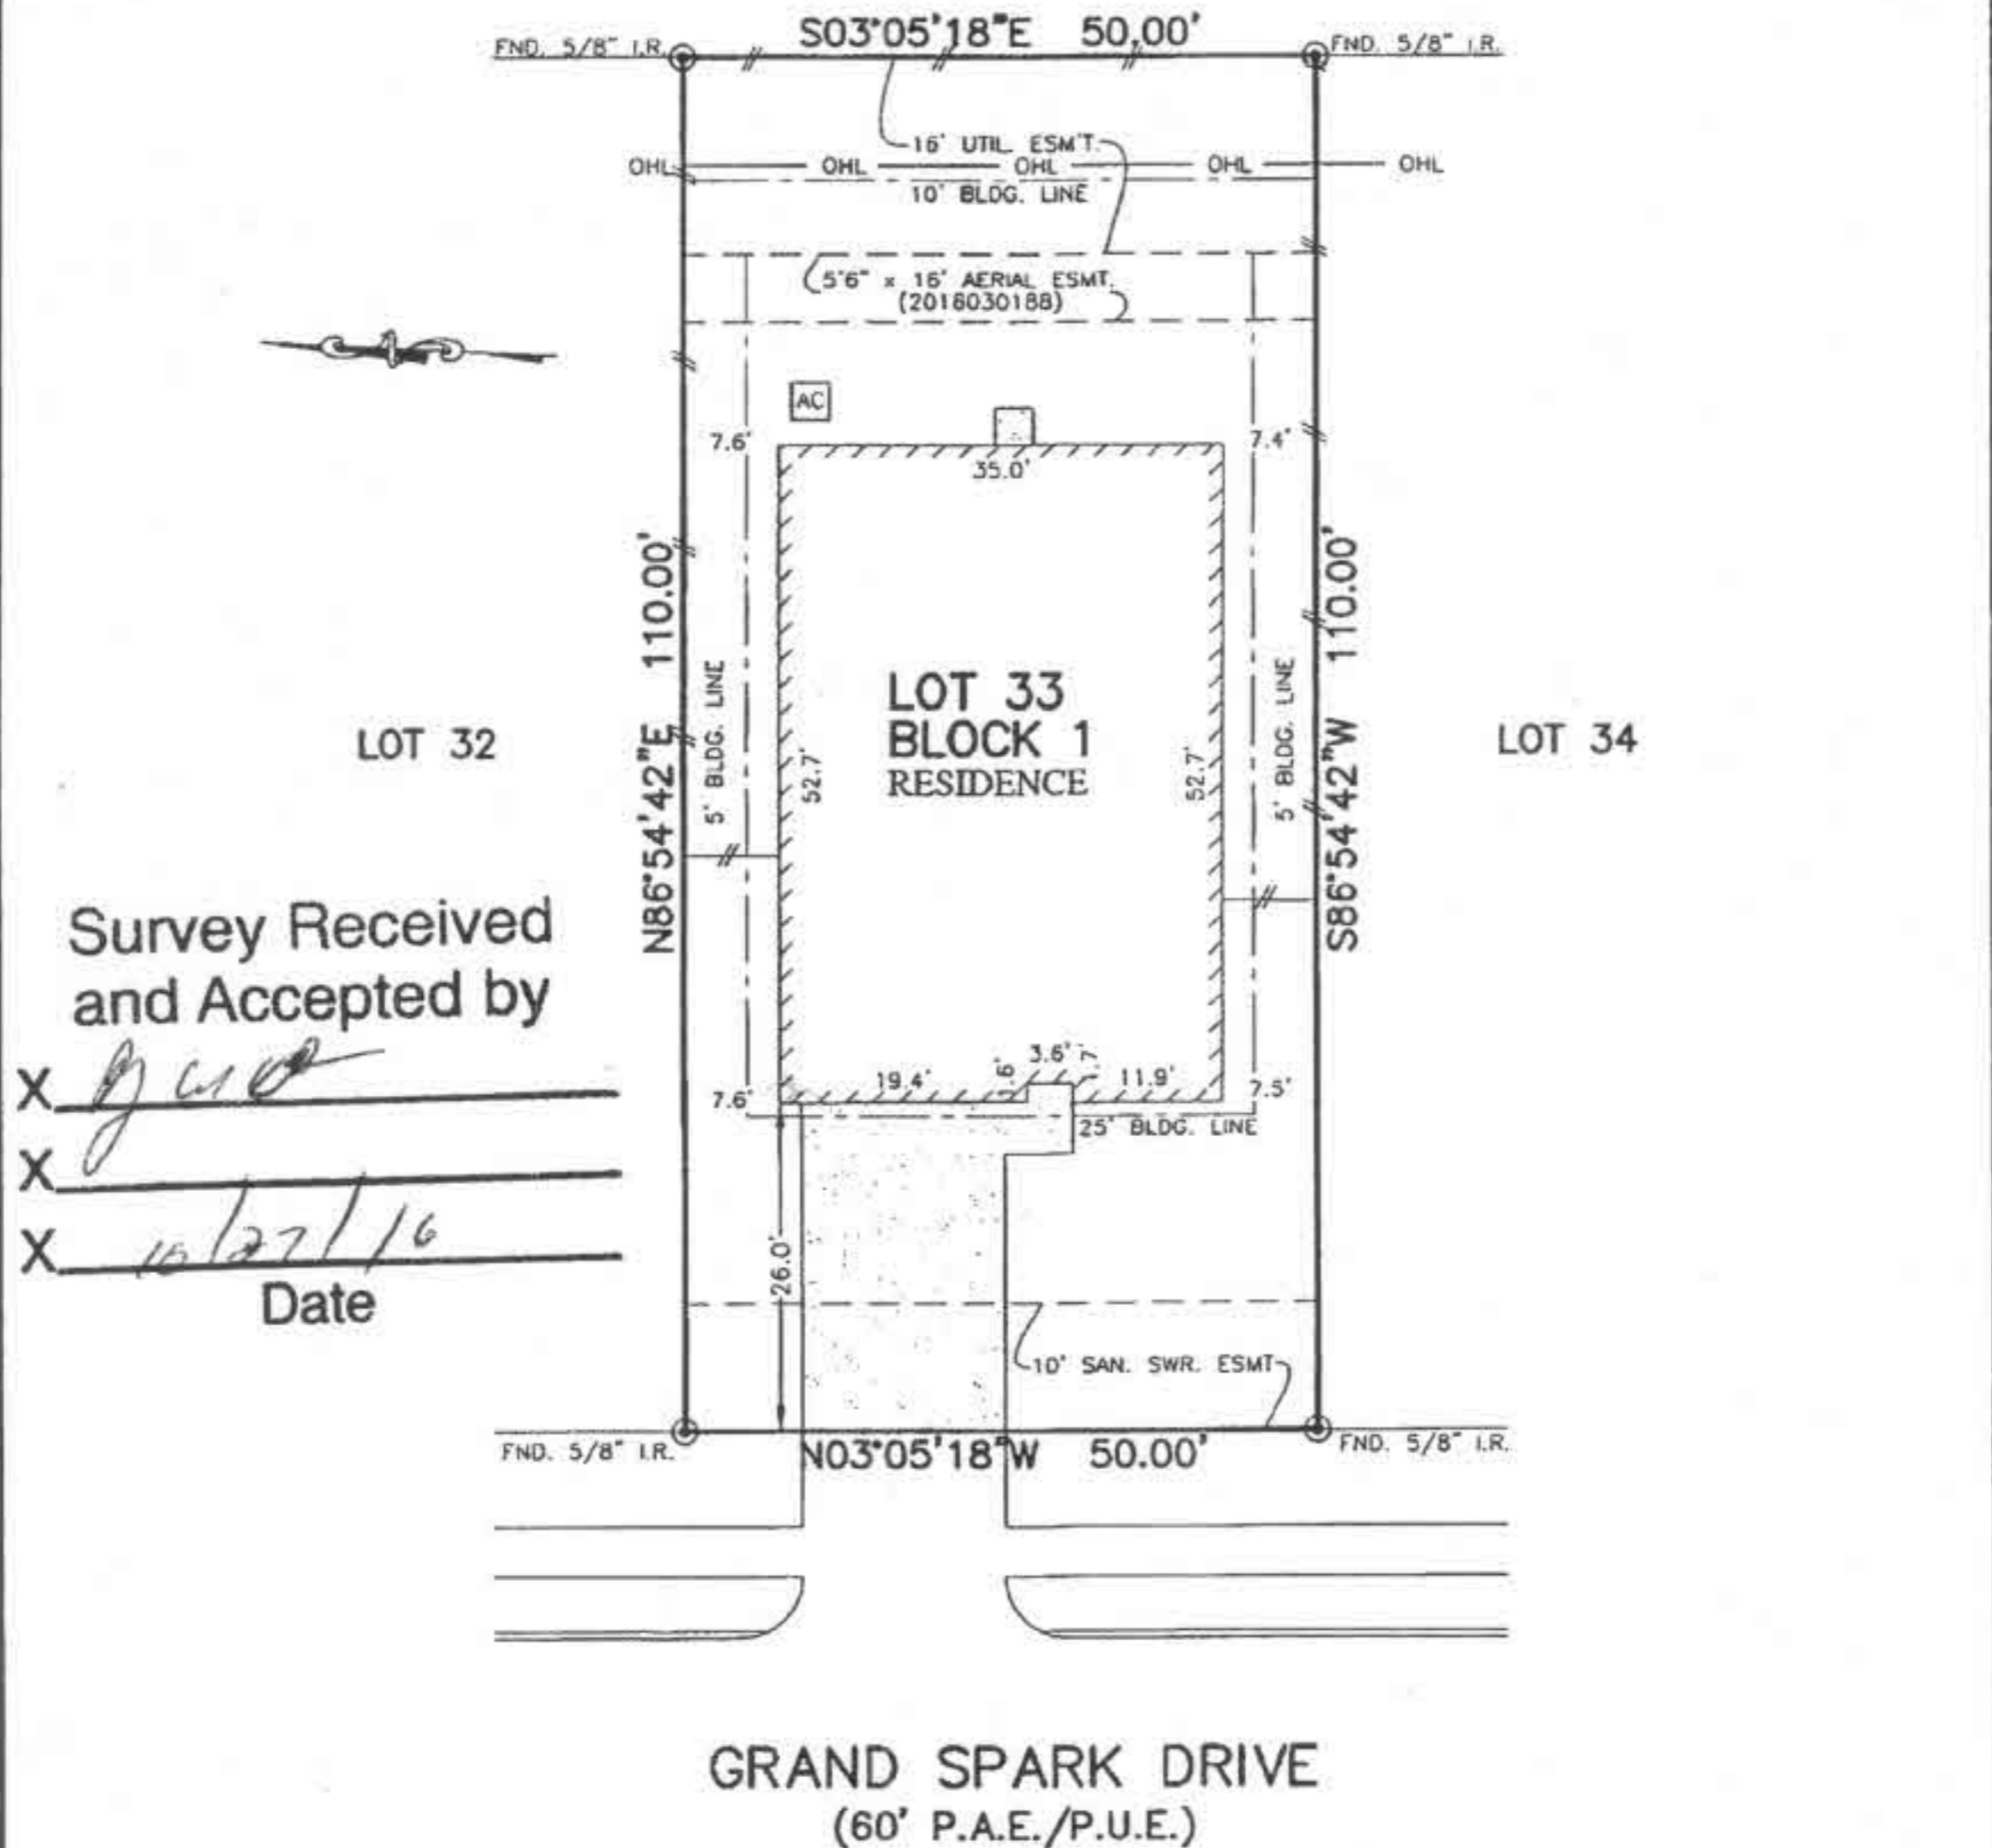 S03°05'18"E 50.00'
FND. 5/8" I.R.
FND. 5/8" I.R.
16' UTIL. ESM'T.
OHL OHL OHL OHL OHL
10' BLDG. LINE
5'6" x 16' AERIAL ESMT.
(2016030188)
AC
7.6'
7.4'
35.0'
N86°54'42"E 110.00'
5' BLDG. LINE
52.7'
LOT 33
BLOCK 1
RESIDENCE
52.7'
5' BLDG. LINE
S86°54'42"W 110.00'
LOT 32
LOT 34
Survey Received
and Accepted by
X
X
X 10/27/16
Date
7.6'
19.4'
3.6'
11.9'
7.5'
25' BLDG. LINE
26.0'
10' SAN. SWR. ESMT
FND. 5/8" I.R.
N03°05'18"W 50.00'
FND. 5/8" I.R.
GRAND SPARK DRIVE
(60' P.A.E./P.U.E.)